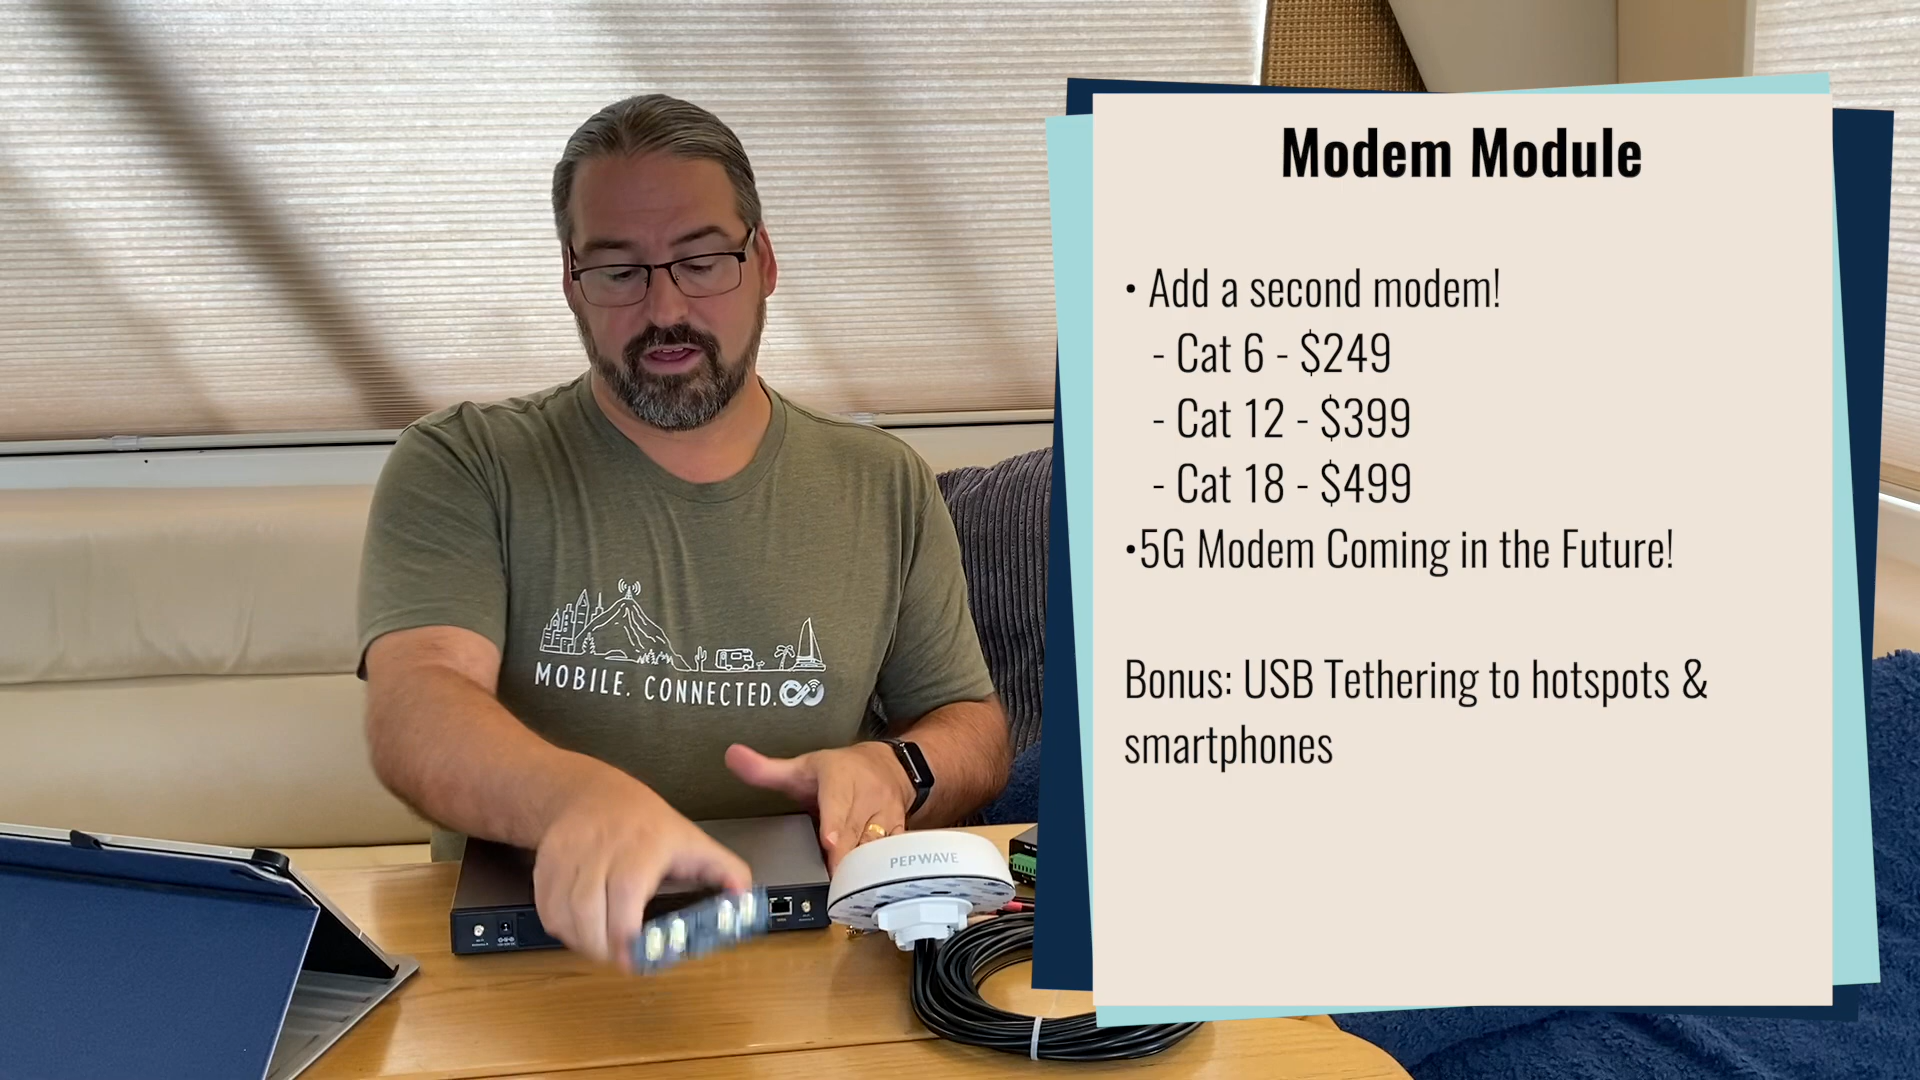 Modem Module
• Add a second modem!
- Cat 6 - $249
- Cat 12 - $399
- Cat 18 - $499
•5G Modem Coming in the Future!
Bonus: USB Tethering to hotspots &
smartphones
MOBILE. CONNECTED.
PEPWAVE